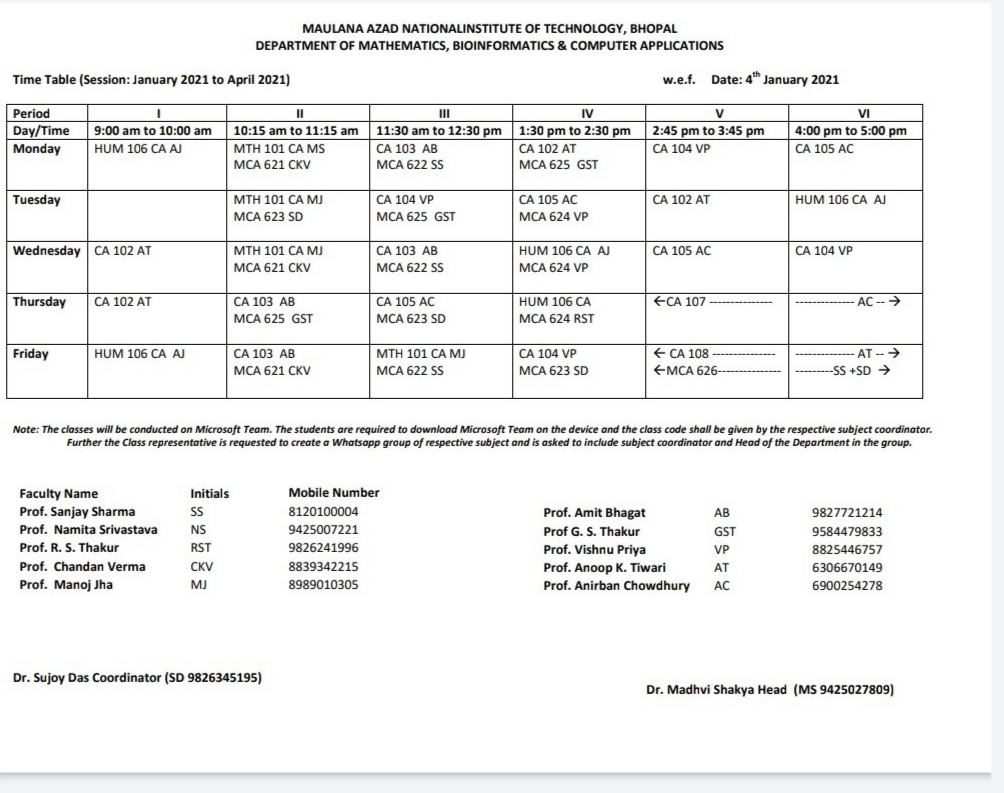 MAULANA AZAD NATIONALINSTITUTE OF TECHNOLOGY, BHOPAL
DEPARTMENT OF MATHEMATICS, BIOINFORMATICS & COMPUTER APPLICATIONS
Time Table (Session: January 2021 to April 2021) w.e.f. Date: 4th January 2021
Period I II III IV V VI
Day/Time 9:00 am to 10:00 am 10:15 am to 11:15 am 11:30 am to 12:30 pm 1:30 pm to 2:30 pm 2:45 pm to 3:45 pm 4:00 pm to 5:00 pm
Monday HUM 106 CA AJ MTH 101 CA MS CA 103 AB CA 102 AT CA 104 VP CA 105 AC
MCA 621 CKV MCA 622 SS MCA 625 GST
Tuesday MTH 101 CA MJ CA 104 VP CA 105 AC CA 102 AT HUM 106 CA AJ
MCA 623 SD MCA 625 GST MCA 624 VP
Wednesday CA 102 AT MTH 101 CA MJ CA 103 AB HUM 106 CA AJ CA 105 AC CA 104 VP
MCA 621 CKV MCA 622 SS MCA 624 VP
Thursday CA 102 AT CA 103 AB CA 105 AC HUM 106 CA ←CA 107 --------------- -------------- AC -- →
MCA 625 GST MCA 623 SD MCA 624 RST
Friday HUM 106 CA AJ CA 103 AB MTH 101 CA MJ CA 104 VP ← CA 108 --------------- -------------- AT -- →
MCA 621 CKV MCA 622 SS MCA 623 SD ←MCA 626--------------- ---------SS +SD →
Note: The classes will be conducted on Microsoft Team. The students are required to download Microsoft Team on the device and the class code shall be given by the respective subject coordinator.
Further the Class representative is requested to create a Whatsapp group of respective subject and is asked to include subject coordinator and Head of the Department in the group.
Faculty Name Initials Mobile Number
Prof. Sanjay Sharma SS 8120100004 Prof. Amit Bhagat AB 9827721214
Prof. Namita Srivastava NS 9425007221 Prof G. S. Thakur GST 9584479833
Prof. R. S. Thakur RST 9826241996 Prof. Vishnu Priya VP 8825446757
Prof. Chandan Verma CKV 8839342215 Prof. Anoop K. Tiwari AT 6306670149
Prof. Manoj Jha MJ 8989010305 Prof. Anirban Chowdhury AC 6900254278
Dr. Sujoy Das Coordinator (SD 9826345195)
Dr. Madhvi Shakya Head (MS 9425027809)